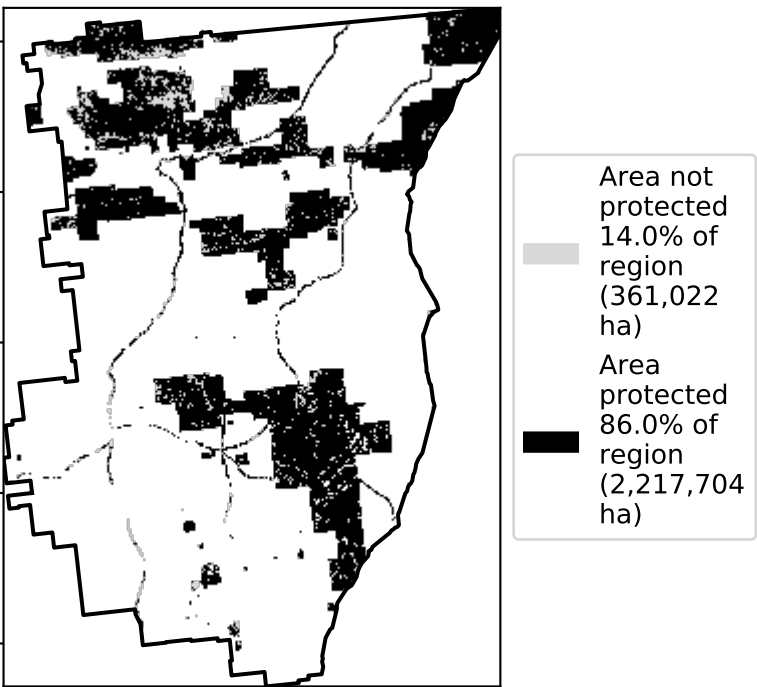 Area not
protected
14.0% of
region
(361,022
ha)
Area
protected
86.0% of
region
(2,217,704
ha)